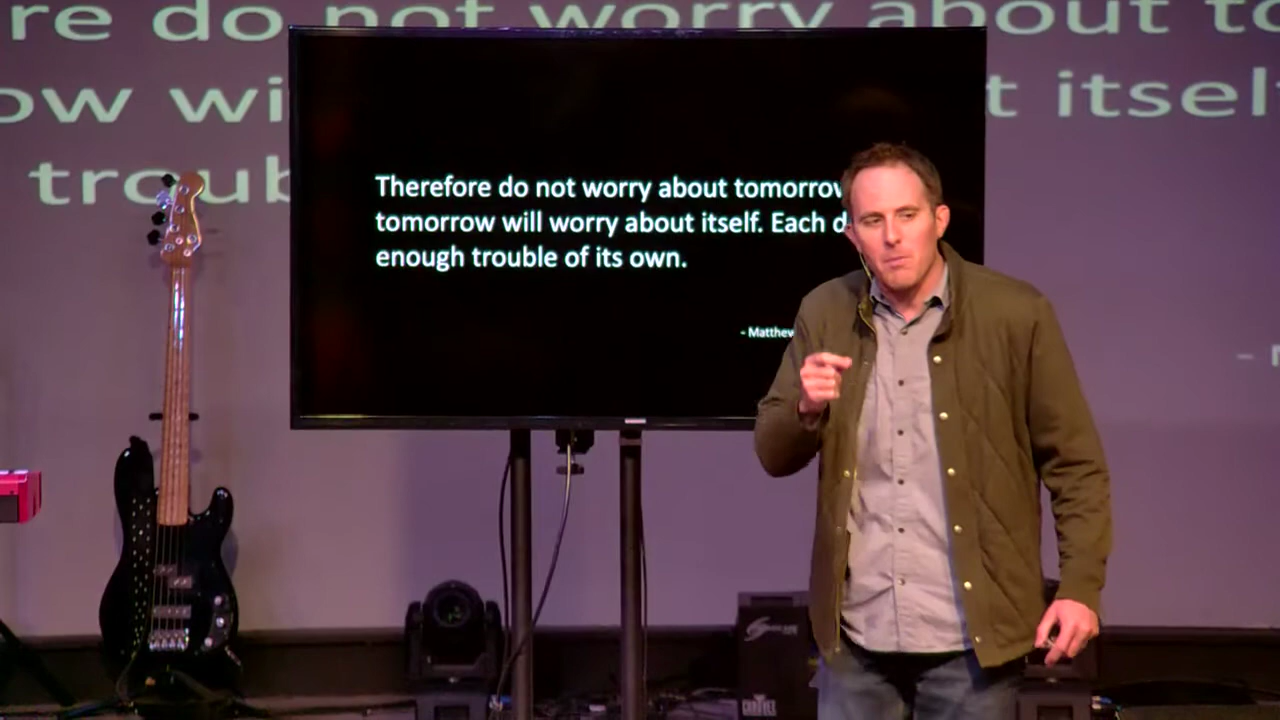 re do not worry about to
ow wi
t itself
troub
Therefore do not worry about tomorrow
tomorrow will worry about itself. Each d
enough trouble of its own.
- Matthew
CHAUVET